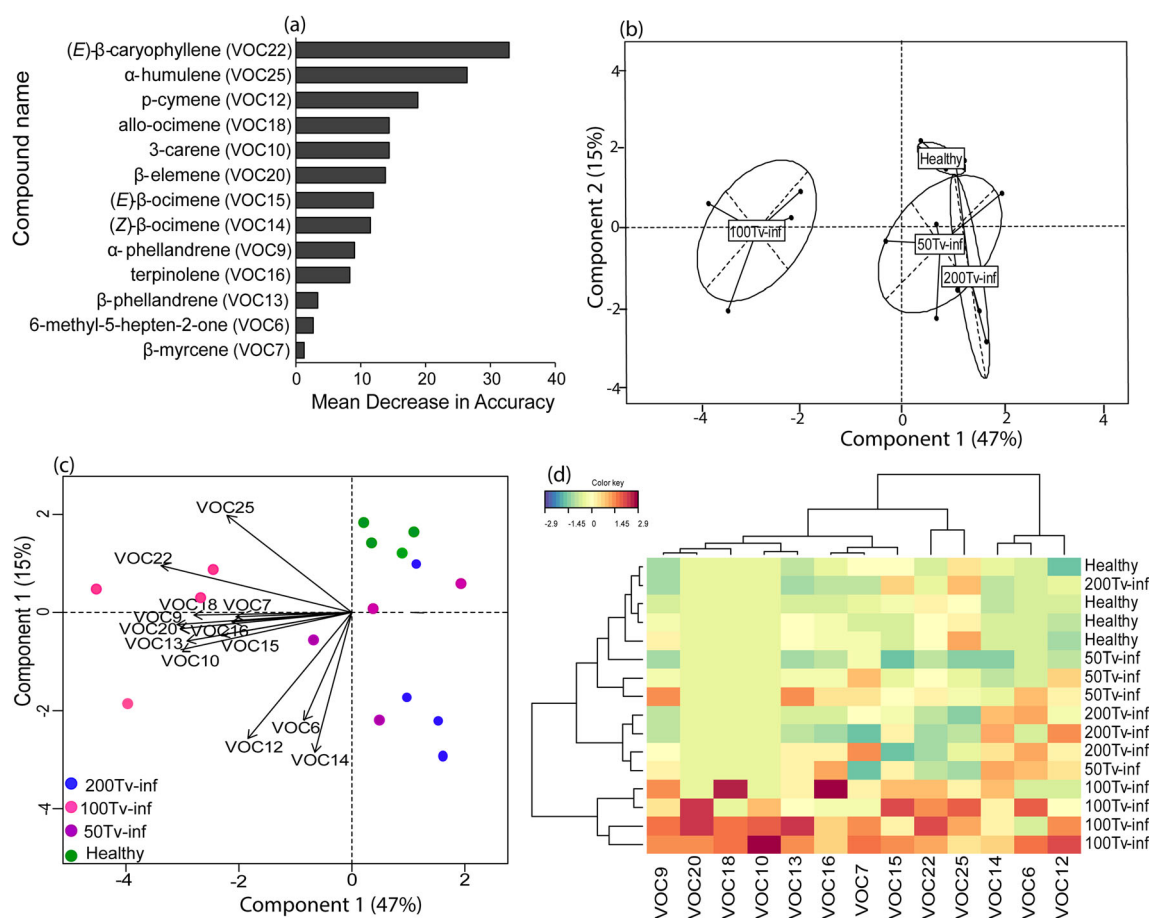 (a)
Compound name
(E)-β-caryophyllene (VOC22)
α-humulene (VOC25)
p-cymene (VOC12)
allo-ocimene (VOC18)
3-carene (VOC10)
β-elemene (VOC20)
(E)-β-ocimene (VOC15)
(Z)-β-ocimene (VOC14)
α- phellandrene (VOC9)
terpinolene (VOC16)
β-phellandrene (VOC13)
6-methyl-5-hepten-2-one (VOC6)
β-myrcene (VOC7)
0 10 20 30 40
Mean Decrease in Accuracy
(b)
Component 2 (15%)
4
2
0
-2
-4
Healthy
100Tv-inf
50Tv-inf
200Tv-inf
-4 -2 0 2 4
Component 1 (47%)
(c)
Component 1 (15%)
2
0
-2
-4
VOC25
VOC22
VOC18 VOC7
VOC9
VOC20 VOC16
VOC13 VOC15
VOC10
VOC6
VOC12
VOC14
200Tv-inf
100Tv-inf
50Tv-inf
Healthy
-4 -2 0 2
Component 1 (47%)
(d)
Color key
-2.9 -1.45 0 1.45 2.9
Healthy
200Tv-inf
Healthy
Healthy
Healthy
50Tv-inf
50Tv-inf
50Tv-inf
200Tv-inf
200Tv-inf
200Tv-inf
50Tv-inf
100Tv-inf
100Tv-inf
100Tv-inf
100Tv-inf
VOC9
VOC20
VOC18
VOC10
VOC13
VOC16
VOC7
VOC15
VOC22
VOC25
VOC14
VOC6
VOC12